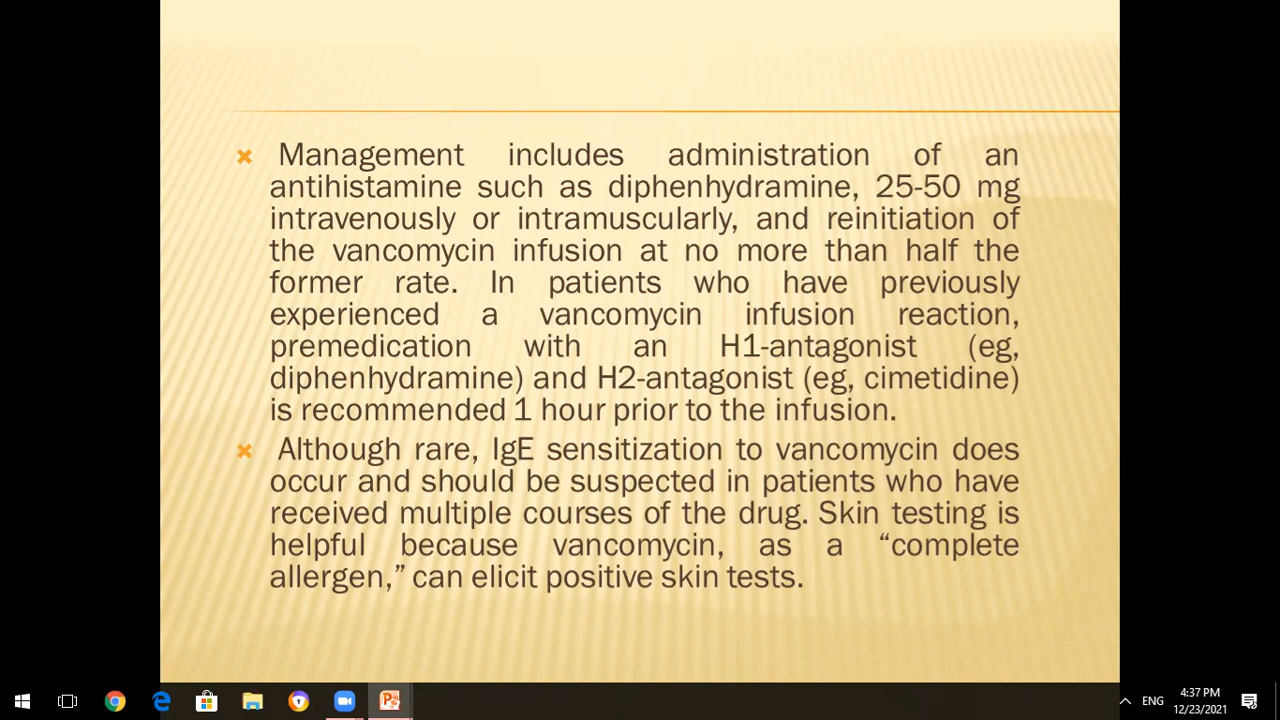 Management includes administration of an
antihistamine such as diphenhydramine, 25-50 mg
intravenously or intramuscularly, and reinitiation of
the vancomycin infusion at no more than half the
former rate. In patients who have previously
experienced a vancomycin infusion reaction,
premedication with an H1-antagonist (eg,
diphenhydramine) and H2-antagonist (eg, cimetidine)
is recommended 1 hour prior to the infusion.
Although rare, IgE sensitization to vancomycin does
occur and should be suspected in patients who have
received multiple courses of the drug. Skin testing is
helpful because vancomycin, as a “complete
allergen,” can elicit positive skin tests.
ENG
4:37 PM
12/23/2021